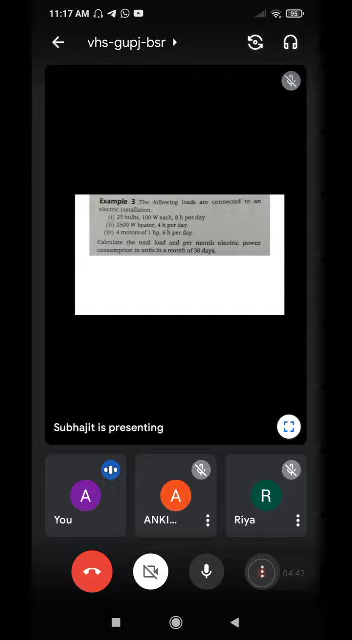 11:17 AM
95
vhs-gupj-bsr
Example 3 The following loads are connected to an
electric installation.
(i) 25 bulbs, 100 W each, 8 h per day.
(ii) 2500 W heater, 4 h per day.
(iii) 4 motors of 1 hp, 6 h per day.
Calculate the total load and per month electric power
consumption in units in a month of 30 days.
Subhajit is presenting
A
You
A
ANKI...
R
Riya
04:47